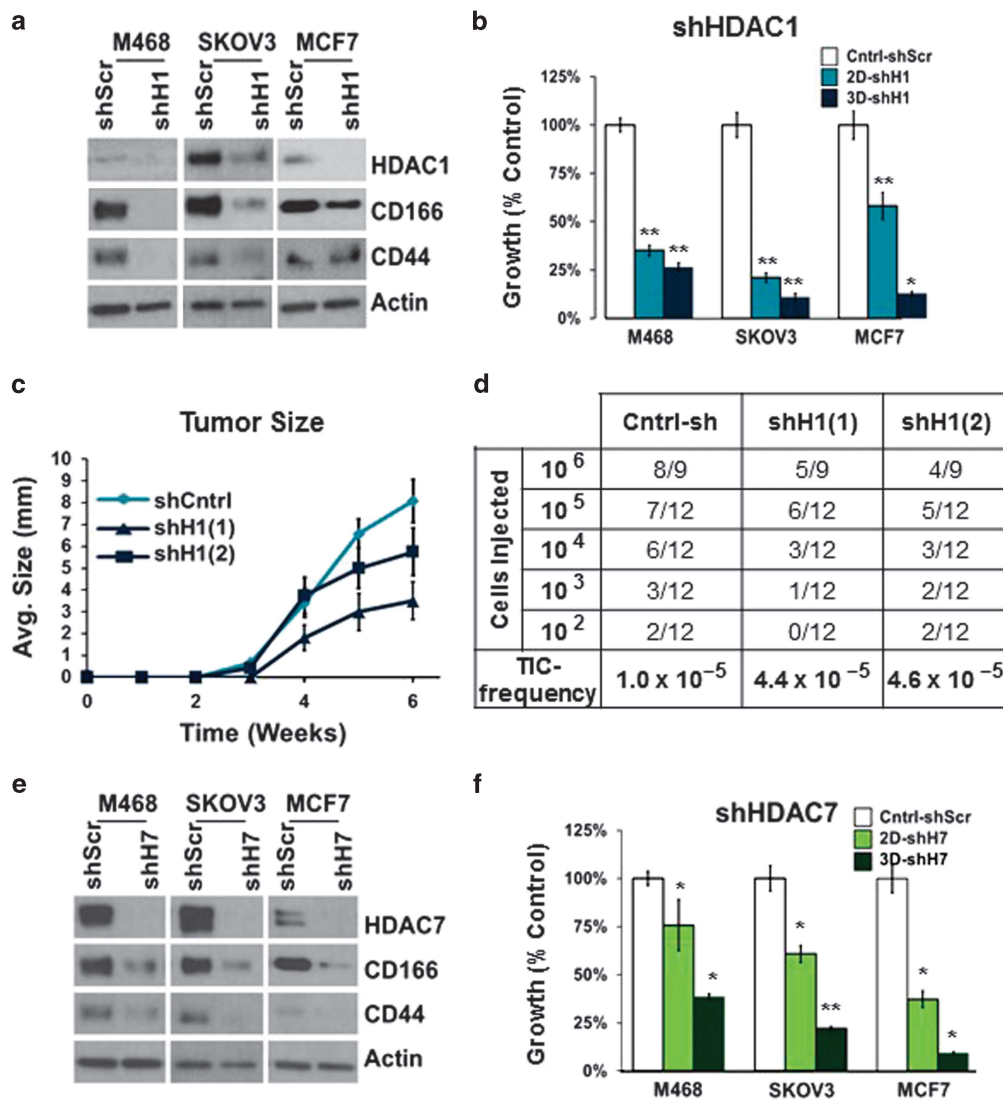 a
M468 SKOV3 MCF7
shScr shH1 shScr shH1 shScr shH1
HDAC1
CD166
CD44
Actin
b
shHDAC1
Cntrl-shScr
2D-shH1
3D-shH1
Growth (% Control)
125%
100%
75%
50%
25%
0%
** **
** **
** *
M468 SKOV3 MCF7
c
Tumor Size
Avg. Size (mm)
10
9
8
7
6
5
4
3
2
1
0
shCntrl
shH1(1)
shH1(2)
0 2 4 6
Time (Weeks)
d
Cntrl-sh shH1(1) shH1(2)
Cells Injected
10 6 8/9 5/9 4/9
10 5 7/12 6/12 5/12
10 4 6/12 3/12 3/12
10 3 3/12 1/12 2/12
10 2 2/12 0/12 2/12
TIC-
frequency
1.0 x 10 −5 4.4 x 10 −5 4.6 x 10 −5
e
M468 SKOV3 MCF7
shScr shH7 shScr shH7 shScr shH7
HDAC7
CD166
CD44
Actin
f
shHDAC7
Cntrl-shScr
2D-shH7
3D-shH7
Growth (% Control)
125%
100%
75%
50%
25%
0%
* *
* **
* *
M468 SKOV3 MCF7